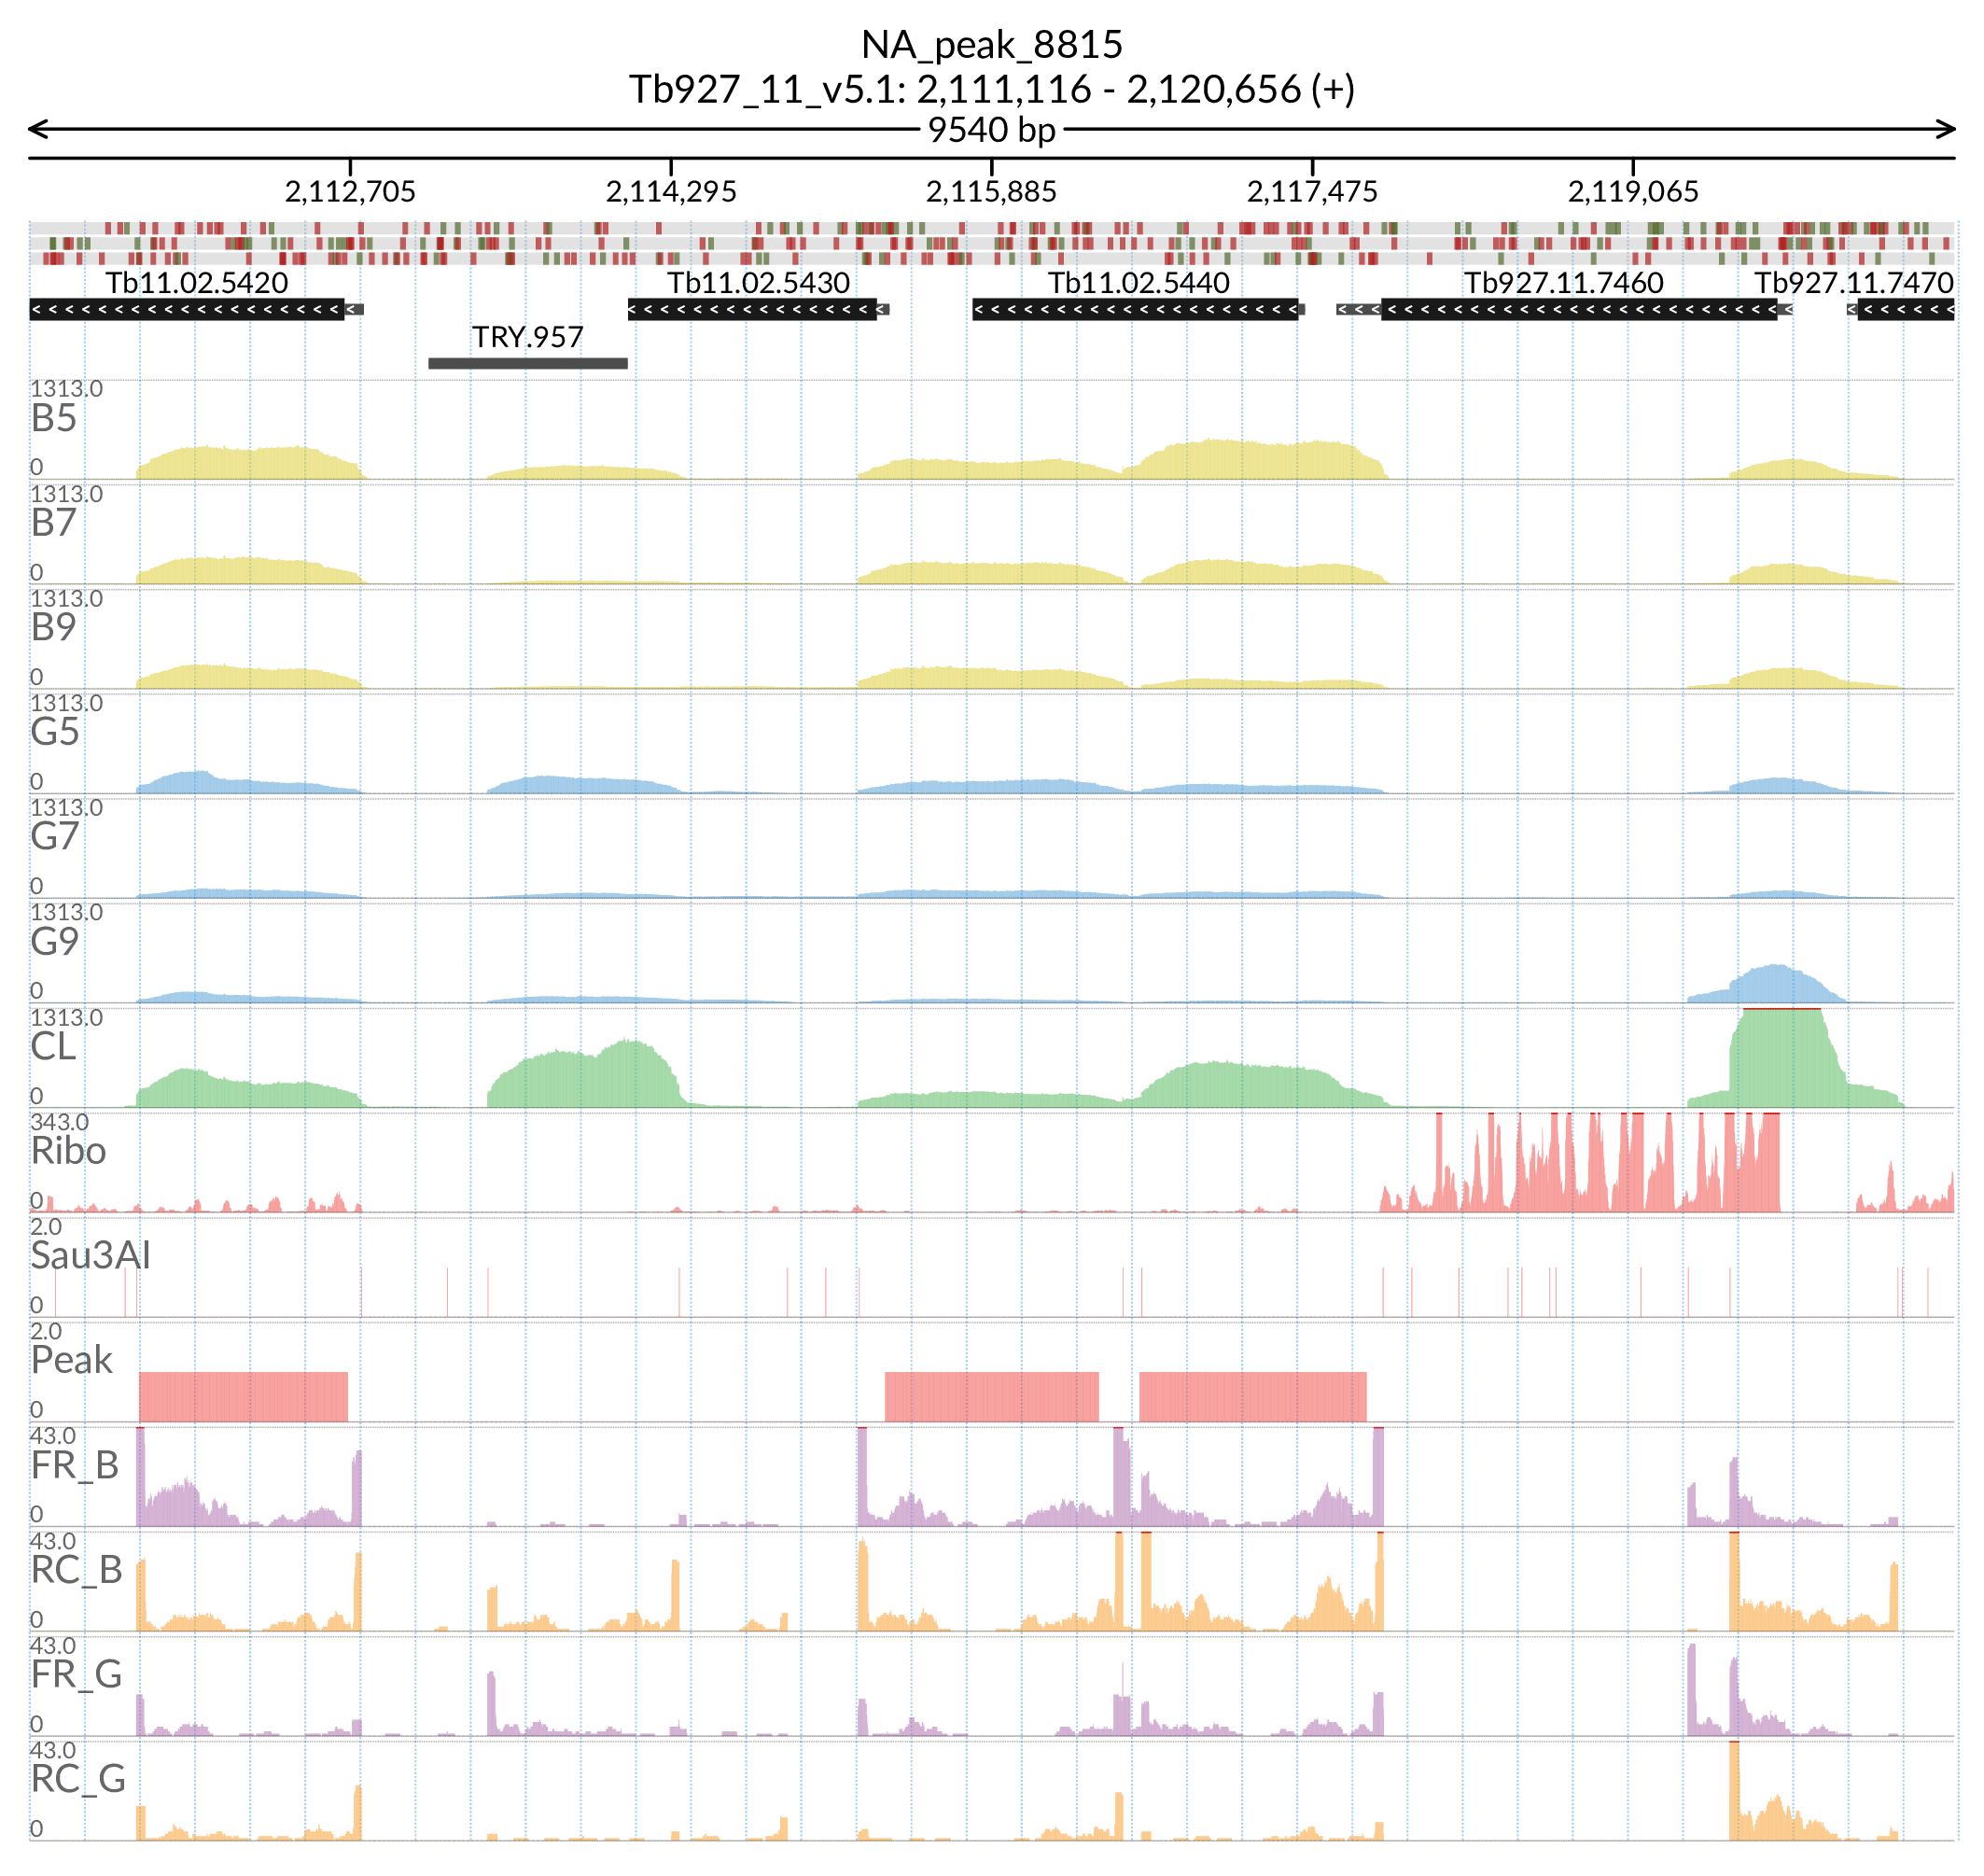 NA_peak_8815
Tb927_11_v5.1: 2,111,116 - 2,120,656 (+)
9540 bp
2,112,705 2,114,295 2,115,885 2,117,475 2,119,065
Tb11.02.5420 Tb11.02.5430 Tb11.02.5440 Tb927.11.7460 Tb927.11.7470
TRY.957
1313.0
B5
0
1313.0
B7
0
1313.0
B9
0
1313.0
G5
0
1313.0
G7
0
1313.0
G9
0
1313.0
CL
0
343.0
Ribo
0
2.0
Sau3AI
0
2.0
Peak
0
43.0
FR_B
0
43.0
RC_B
0
43.0
FR_G
0
43.0
RC_G
0